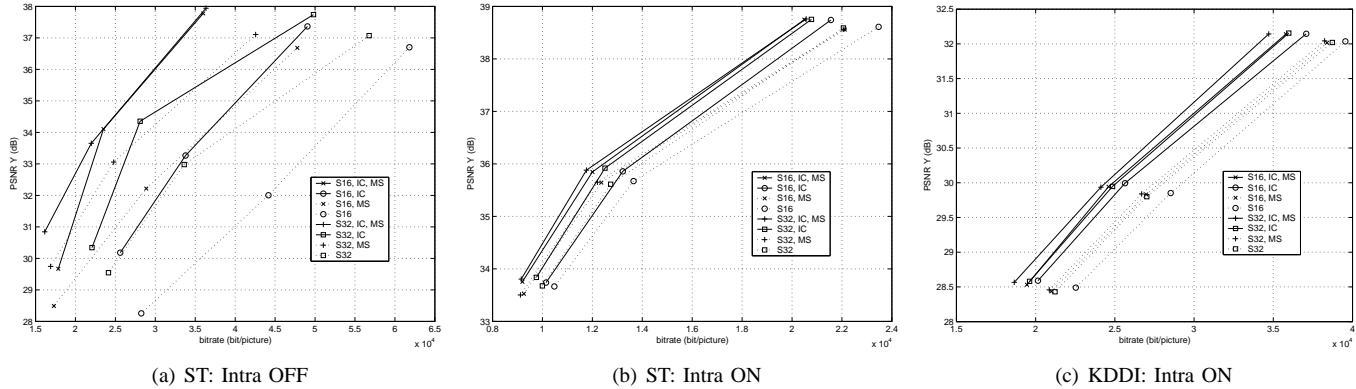 38
37
36
35
34
33
32
31
30
29
28
PSNR Y (dB)
1.5 2 2.5 3 3.5 4 4.5 5 5.5 6 6.5
x 10^4
bitrate (bit/picture)
S16, IC, MS
S16, IC
S16, MS
S16
S32, IC, MS
S32, IC
S32, MS
S32
(a) ST: Intra OFF
39
38
37
36
35
34
33
PSNR Y (dB)
0.8 1 1.2 1.4 1.6 1.8 2 2.2 2.4
x 10^4
bitrate (bit/picture)
S16, IC, MS
S16, IC
S16, MS
S16
S32, IC, MS
S32, IC
S32, MS
S32
(b) ST: Intra ON
32.5
32
31.5
31
30.5
30
29.5
29
28.5
28
PSNR Y (dB)
1.5 2 2.5 3 3.5 4
x 10^4
bitrate (bit/picture)
S16, IC, MS
S16, IC
S16, MS
S16
S32, IC, MS
S32, IC
S32, MS
S32
(c) KDDI: Intra ON